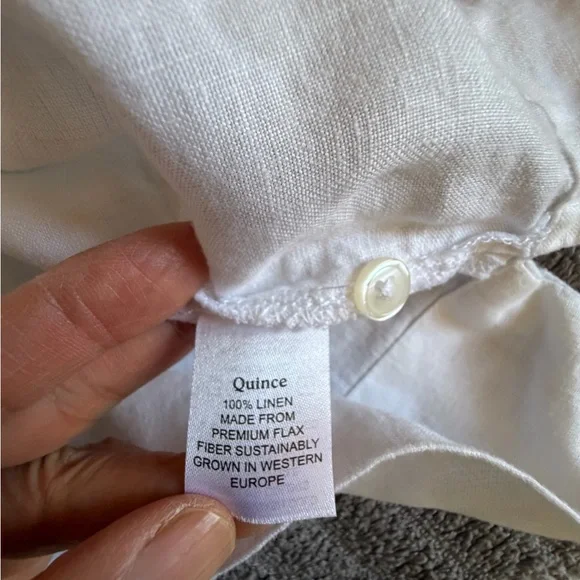 Quince
100% LINEN
MADE FROM
PREMIUM FLAX
FIBER SUSTAINABLY
GROWN IN WESTERN
EUROPE